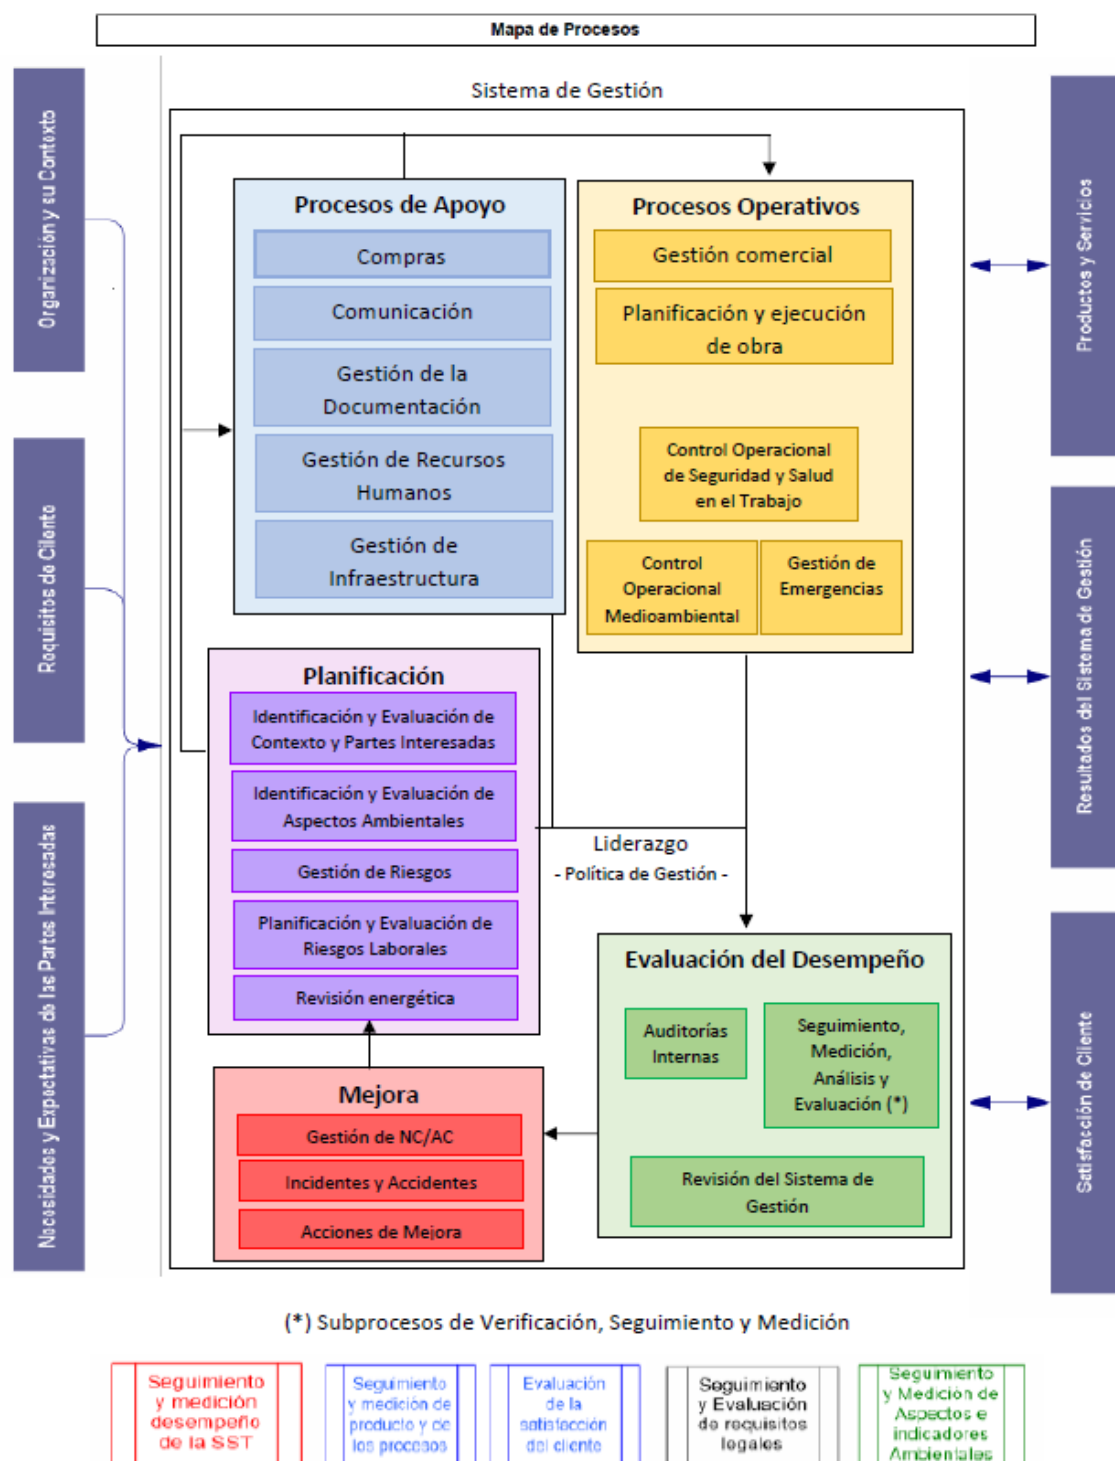 Mapa de Procesos
Sistema de Gestión
Organización y su Contexto
Requisitos de Cliente
Necesidades y Expectativas de las Partes Interesadas
Procesos de Apoyo
Compras
Comunicación
Gestión de la
Documentación
Gestión de Recursos
Humanos
Gestión de
Infraestructura
Procesos Operativos
Gestión comercial
Planificación y ejecución
de obra
Control Operacional
de Seguridad y Salud
en el Trabajo
Control
Operacional
Medioambiental
Gestión de
Emergencias
Planificación
Identificación y Evaluación de
Contexto y Partes Interesadas
Identificación y Evaluación de
Aspectos Ambientales
Gestión de Riesgos
Planificación y Evaluación de
Riesgos Laborales
Revisión energética
Liderazgo
- Política de Gestión -
Evaluación del Desempeño
Auditorías
Internas
Seguimiento,
Medición,
Análisis y
Evaluación (*)
Revisión del Sistema de
Gestión
Mejora
Gestión de NC/AC
Incidentes y Accidentes
Acciones de Mejora
Productos y Servicios
Resultados del Sistema de Gestión
Satisfacción de Cliente
(*) Subprocesos de Verificación, Seguimiento y Medición
Seguimiento
y medición
desempeño
de la SST
Seguimiento
y medición de
producto y de
los procesos
Evaluación
de la
satisfacción
del cliente
Seguimiento
y Evaluación
de requisitos
legales
Seguimiento
y Medición de
Aspectos e
indicadores
Ambientales